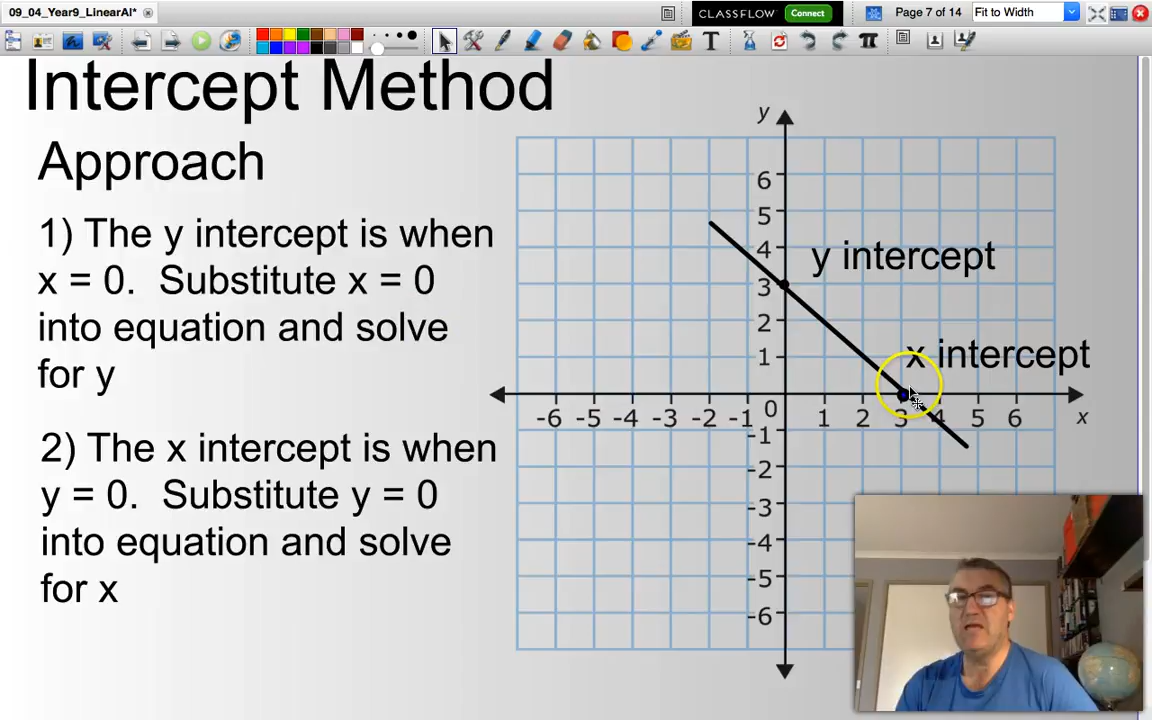 09_04_Year9_LinearAI*
CLASSFLOW Connect
Page 7 of 14
Fit to Width
Intercept Method
Approach
1) The y intercept is when
x = 0. Substitute x = 0
into equation and solve
for y
2) The x intercept is when
y = 0. Substitute y = 0
into equation and solve
for x
y
6
5
4
y intercept
3
2
1
x intercept
-6 -5 -4 -3 -2 -1 0 1 2 3 4 5 6 x
-1
-2
-3
-4
-5
-6